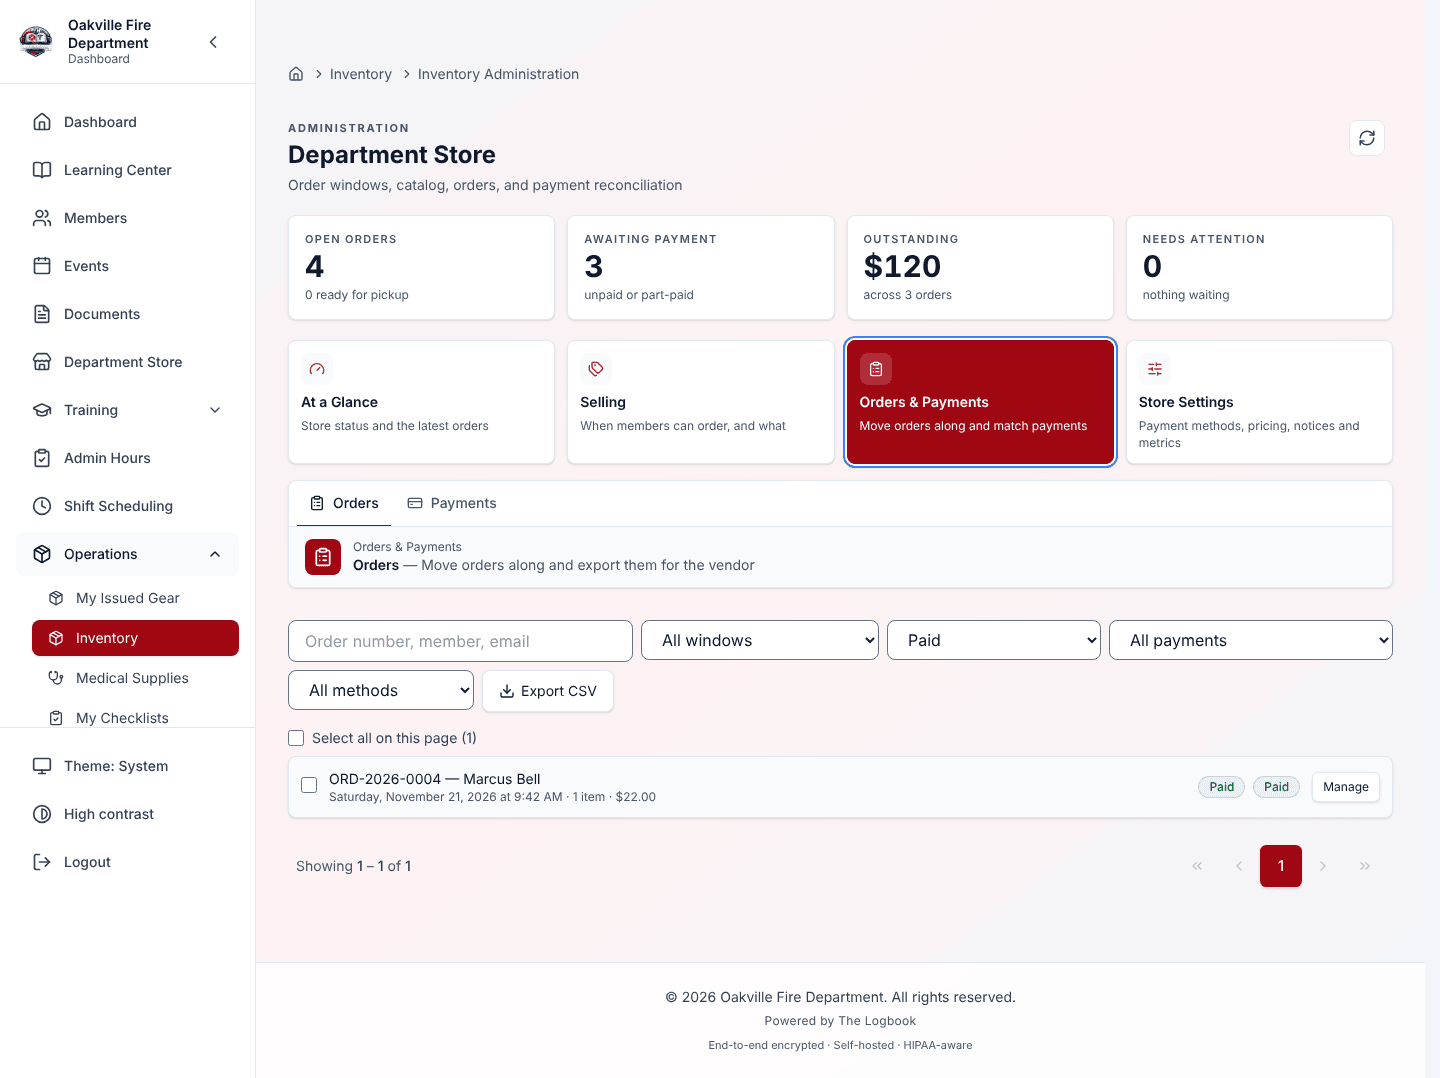 Oakville Fire
Department
Dashboard
Dashboard
Learning Center
Members
Events
Documents
Department Store
Training
Admin Hours
Shift Scheduling
Operations
My Issued Gear
Inventory
Medical Supplies
My Checklists
Theme: System
High contrast
Logout
Inventory
Inventory Administration
ADMINISTRATION
Department Store
Order windows, catalog, orders, and payment reconciliation
OPEN ORDERS
4
0 ready for pickup
AWAITING PAYMENT
3
unpaid or part-paid
OUTSTANDING
$120
across 3 orders
NEEDS ATTENTION
0
nothing waiting
At a Glance
Store status and the latest orders
Selling
When members can order, and what
Orders & Payments
Move orders along and match payments
Store Settings
Payment methods, pricing, notices and
metrics
Orders
Payments
Orders & Payments
Orders — Move orders along and export them for the vendor
Order number, member, email
All windows
Paid
All payments
All methods
Export CSV
Select all on this page (1)
ORD-2026-0004 — Marcus Bell
Saturday, November 21, 2026 at 9:42 AM · 1 item · $22.00
Paid
Paid
Manage
Showing 1 – 1 of 1
« ‹ 1 › »
© 2026 Oakville Fire Department. All rights reserved.
Powered by The Logbook
End-to-end encrypted · Self-hosted · HIPAA-aware